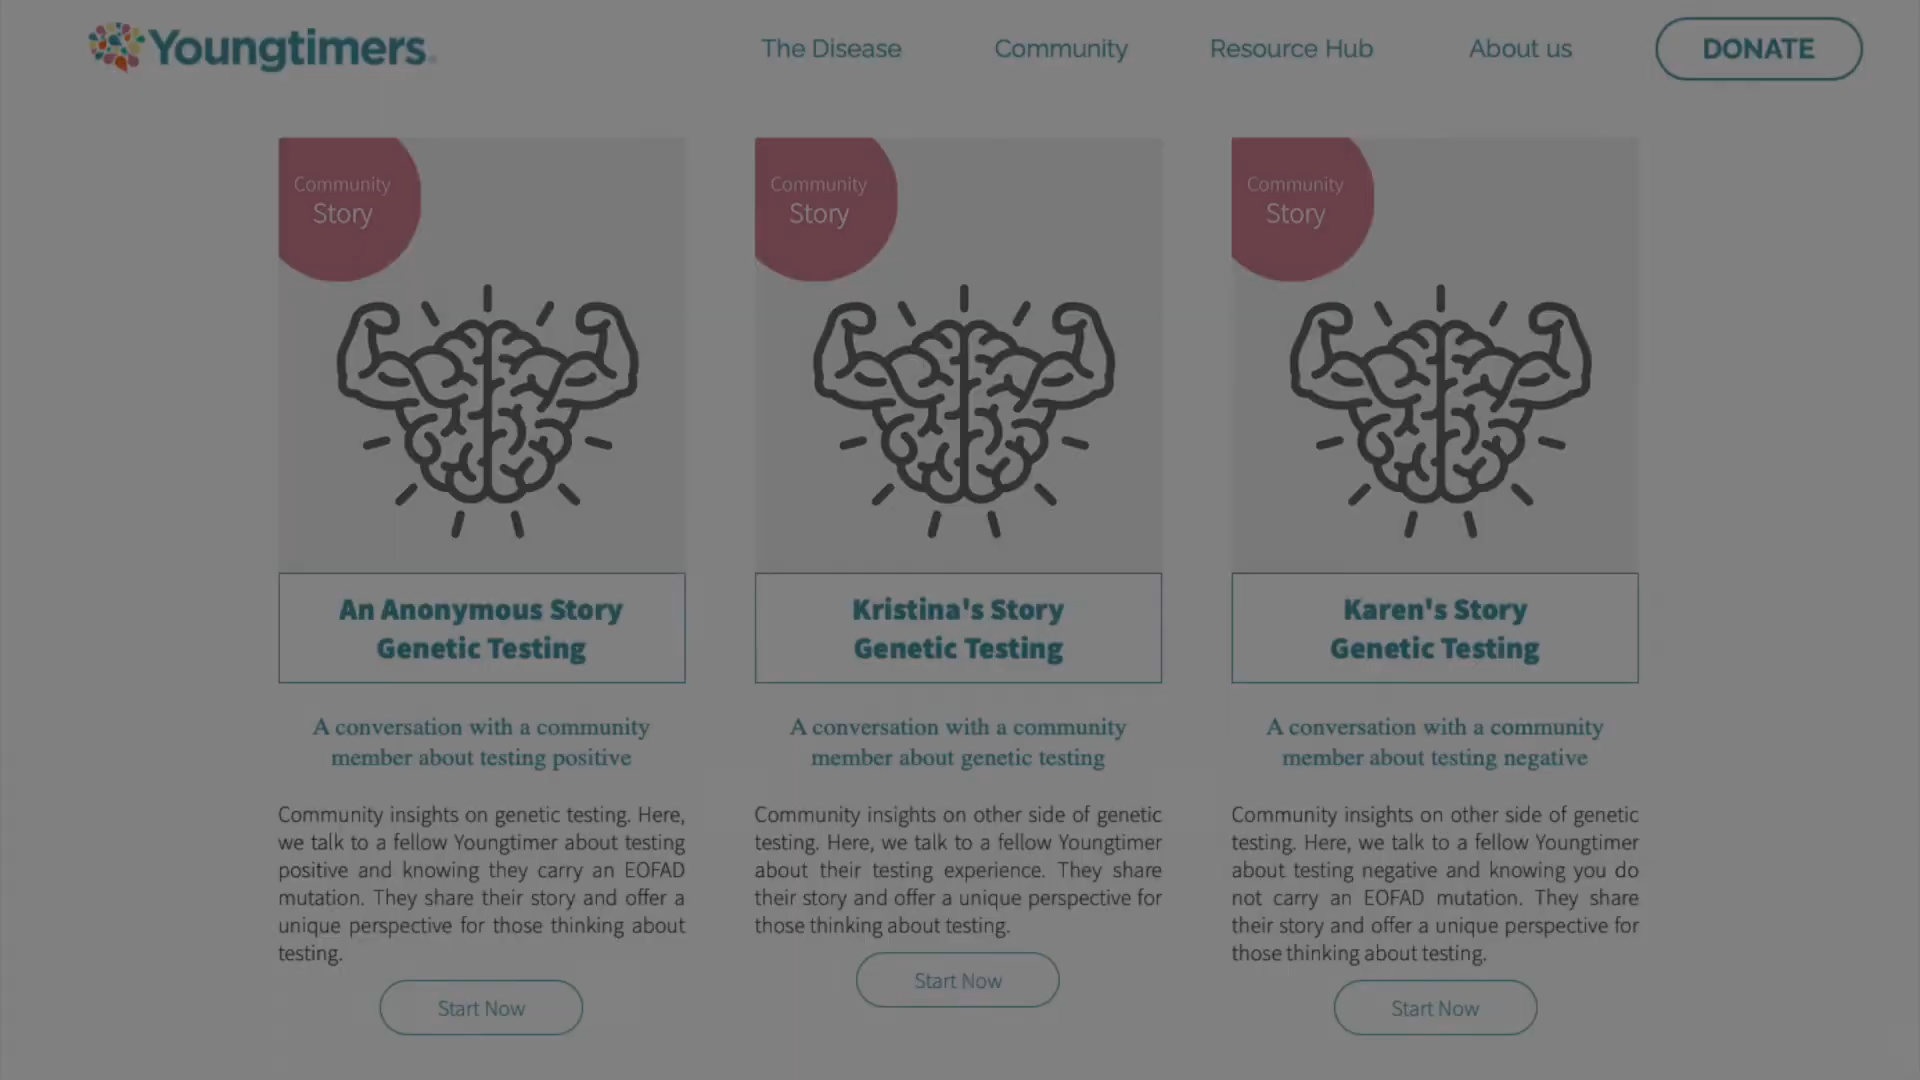 Youngtimers
The Disease
Community
Resource Hub
About us
DONATE
Community
Story
An Anonymous Story
Genetic Testing
A conversation with a community
member about testing positive
Community insights on genetic testing. Here,
we talk to a fellow Youngtimer about testing
positive and knowing they carry an EOFAD
mutation. They share their story and offer a
unique perspective for those thinking about
testing.
Start Now
Community
Story
Kristina's Story
Genetic Testing
A conversation with a community
member about genetic testing
Community insights on other side of genetic
testing. Here, we talk to a fellow Youngtimer
about their testing experience. They share
their story and offer a unique perspective for
those thinking about testing.
Start Now
Community
Story
Karen's Story
Genetic Testing
A conversation with a community
member about testing negative
Community insights on other side of genetic
testing. Here, we talk to a fellow Youngtimer
about testing negative and knowing you do
not carry an EOFAD mutation. They share
their story and offer a unique perspective for
those thinking about testing.
Start Now